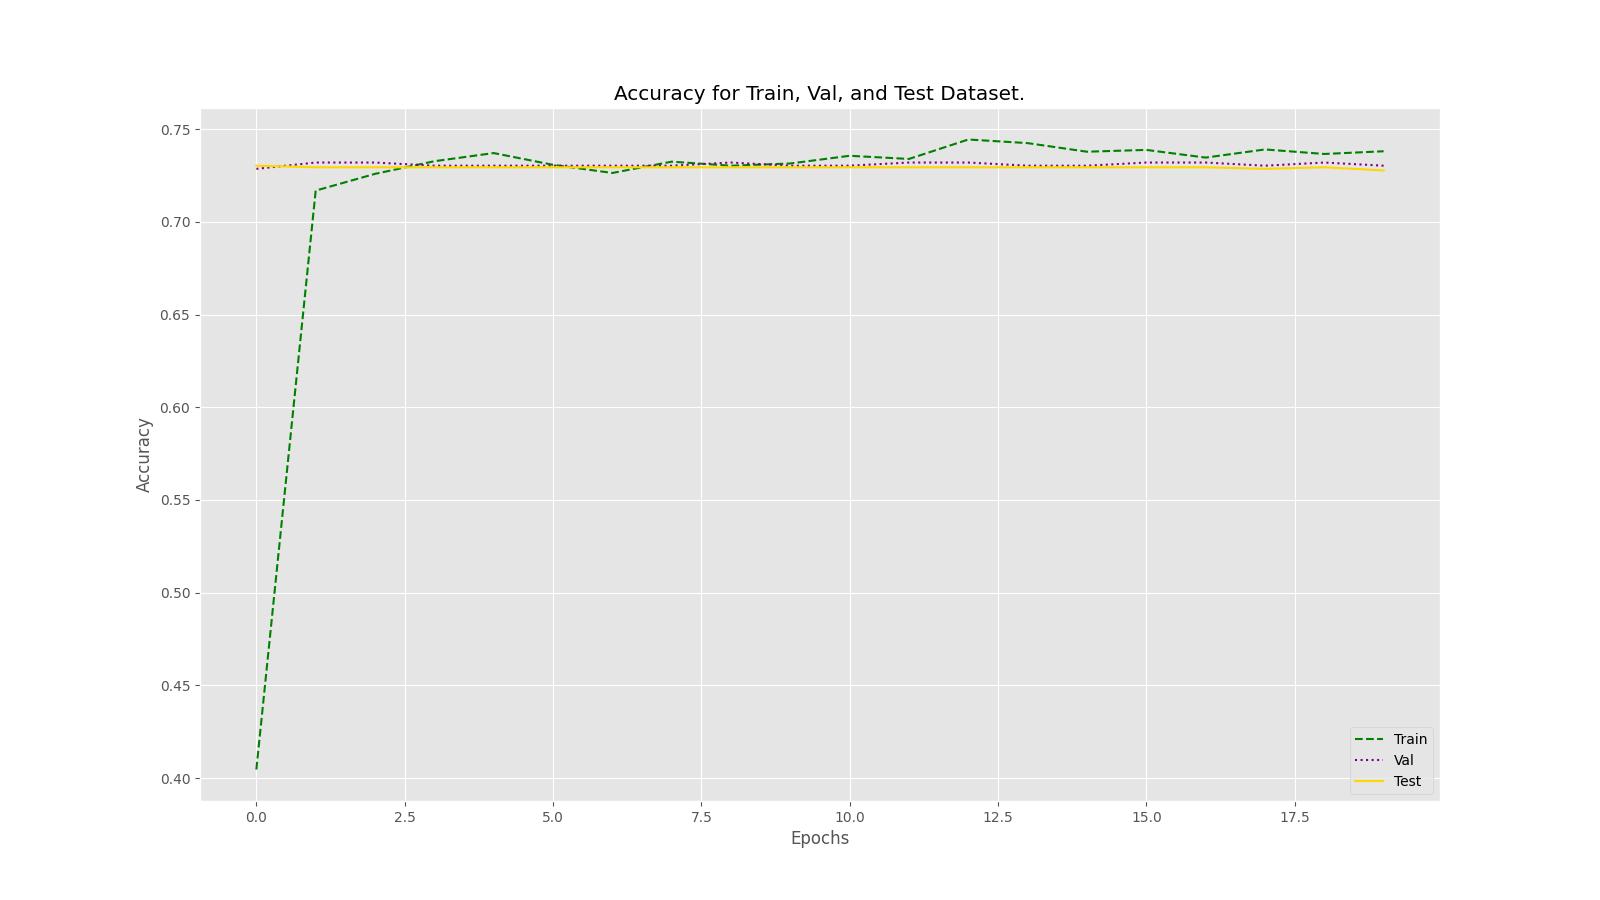 Accuracy for Train, Val, and Test Dataset.
0.75
0.70
0.65
0.60
0.55
0.50
0.45
0.40
Accuracy
0.0 2.5 5.0 7.5 10.0 12.5 15.0 17.5
Epochs
Train
Val
Test